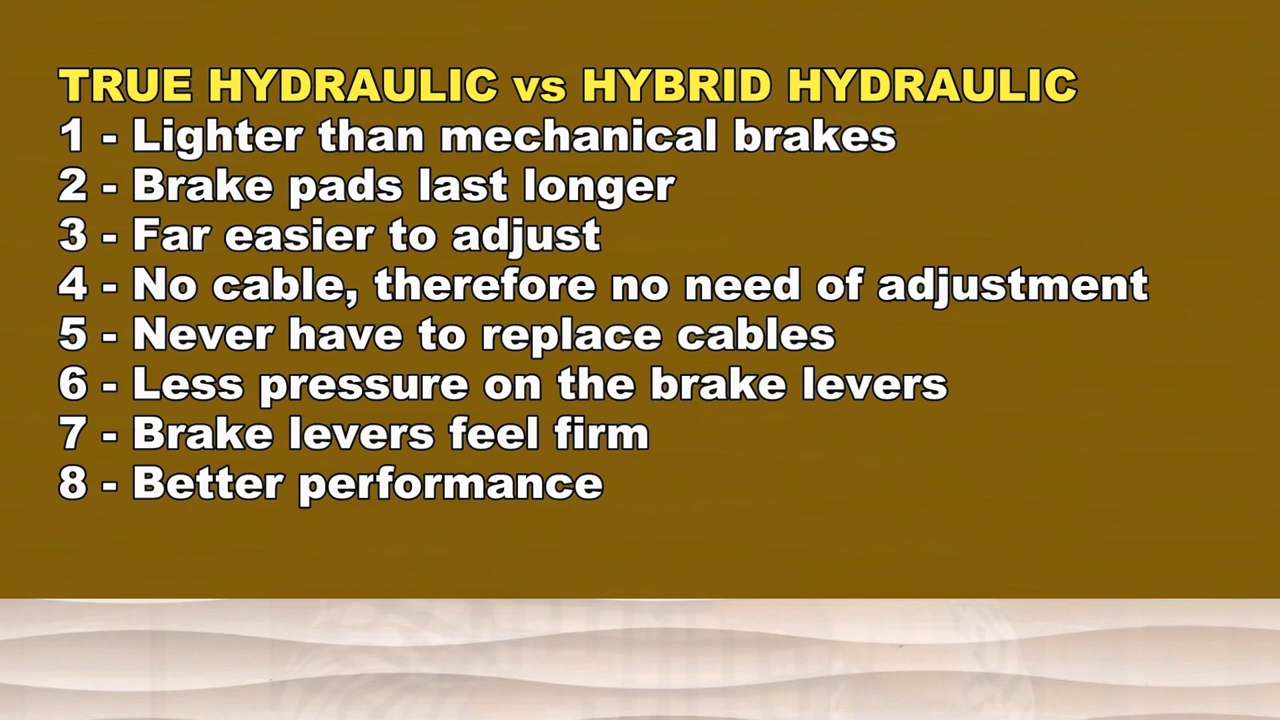 TRUE HYDRAULIC vs HYBRID HYDRAULIC
1 - Lighter than mechanical brakes
2 - Brake pads last longer
3 - Far easier to adjust
4 - No cable, therefore no need of adjustment
5 - Never have to replace cables
6 - Less pressure on the brake levers
7 - Brake levers feel firm
8 - Better performance